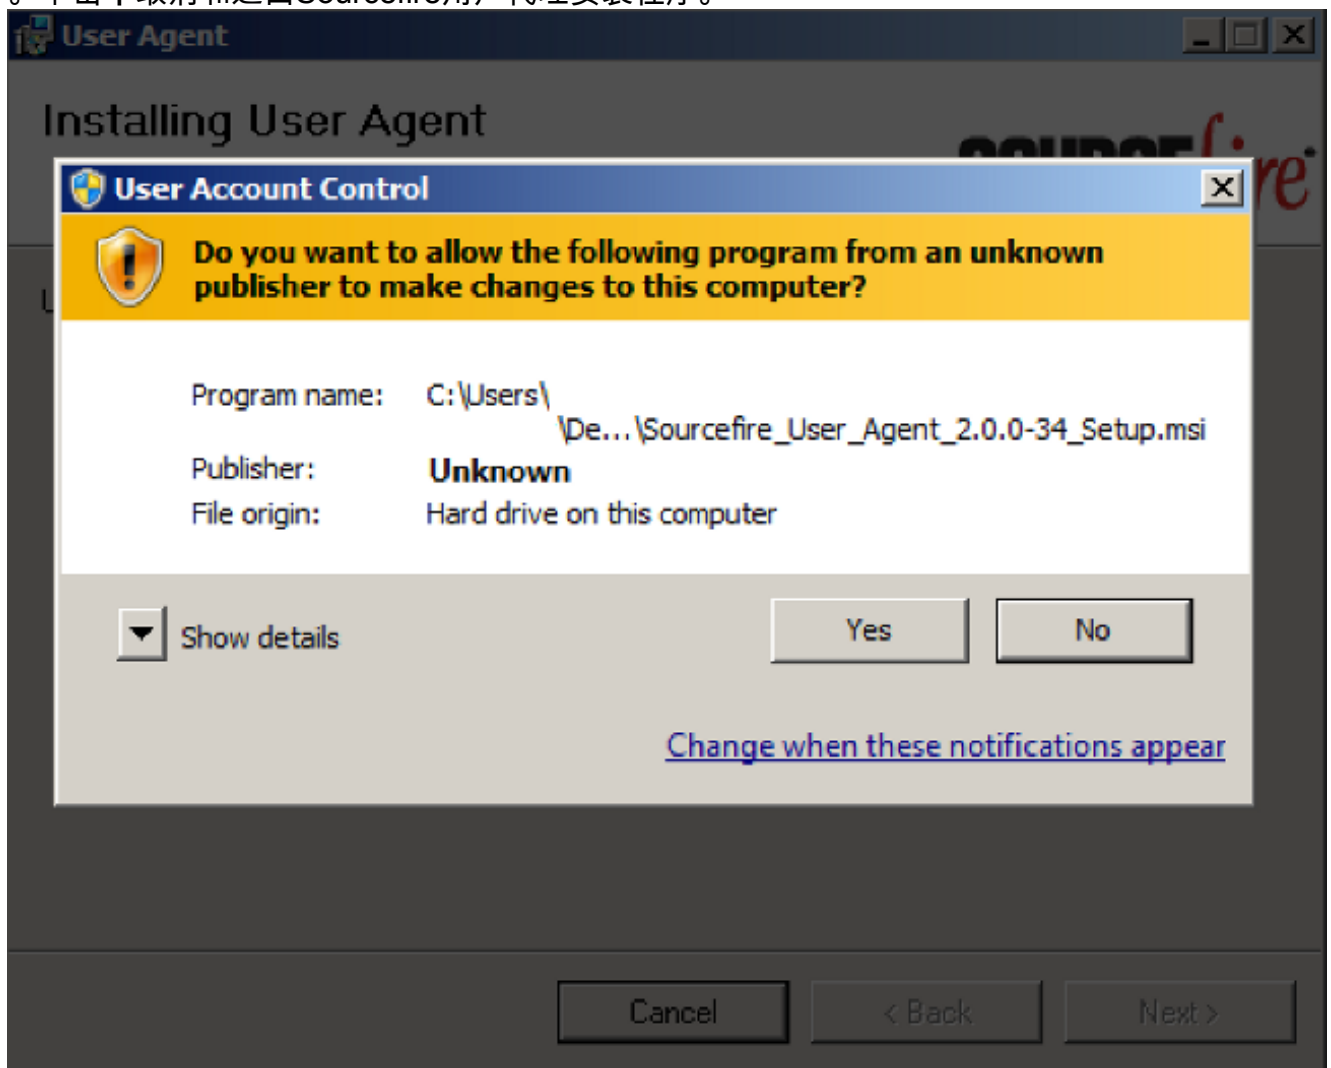 User Agent
Installing User Agent
User Account Control
Do you want to allow the following program from an unknown
publisher to make changes to this computer?
Program name: C:\Users\
\De...\Sourcefire_User_Agent_2.0.0-34_Setup.msi
Publisher: Unknown
File origin: Hard drive on this computer
Show details
Yes
No
Change when these notifications appear
Cancel
< Back
Next >